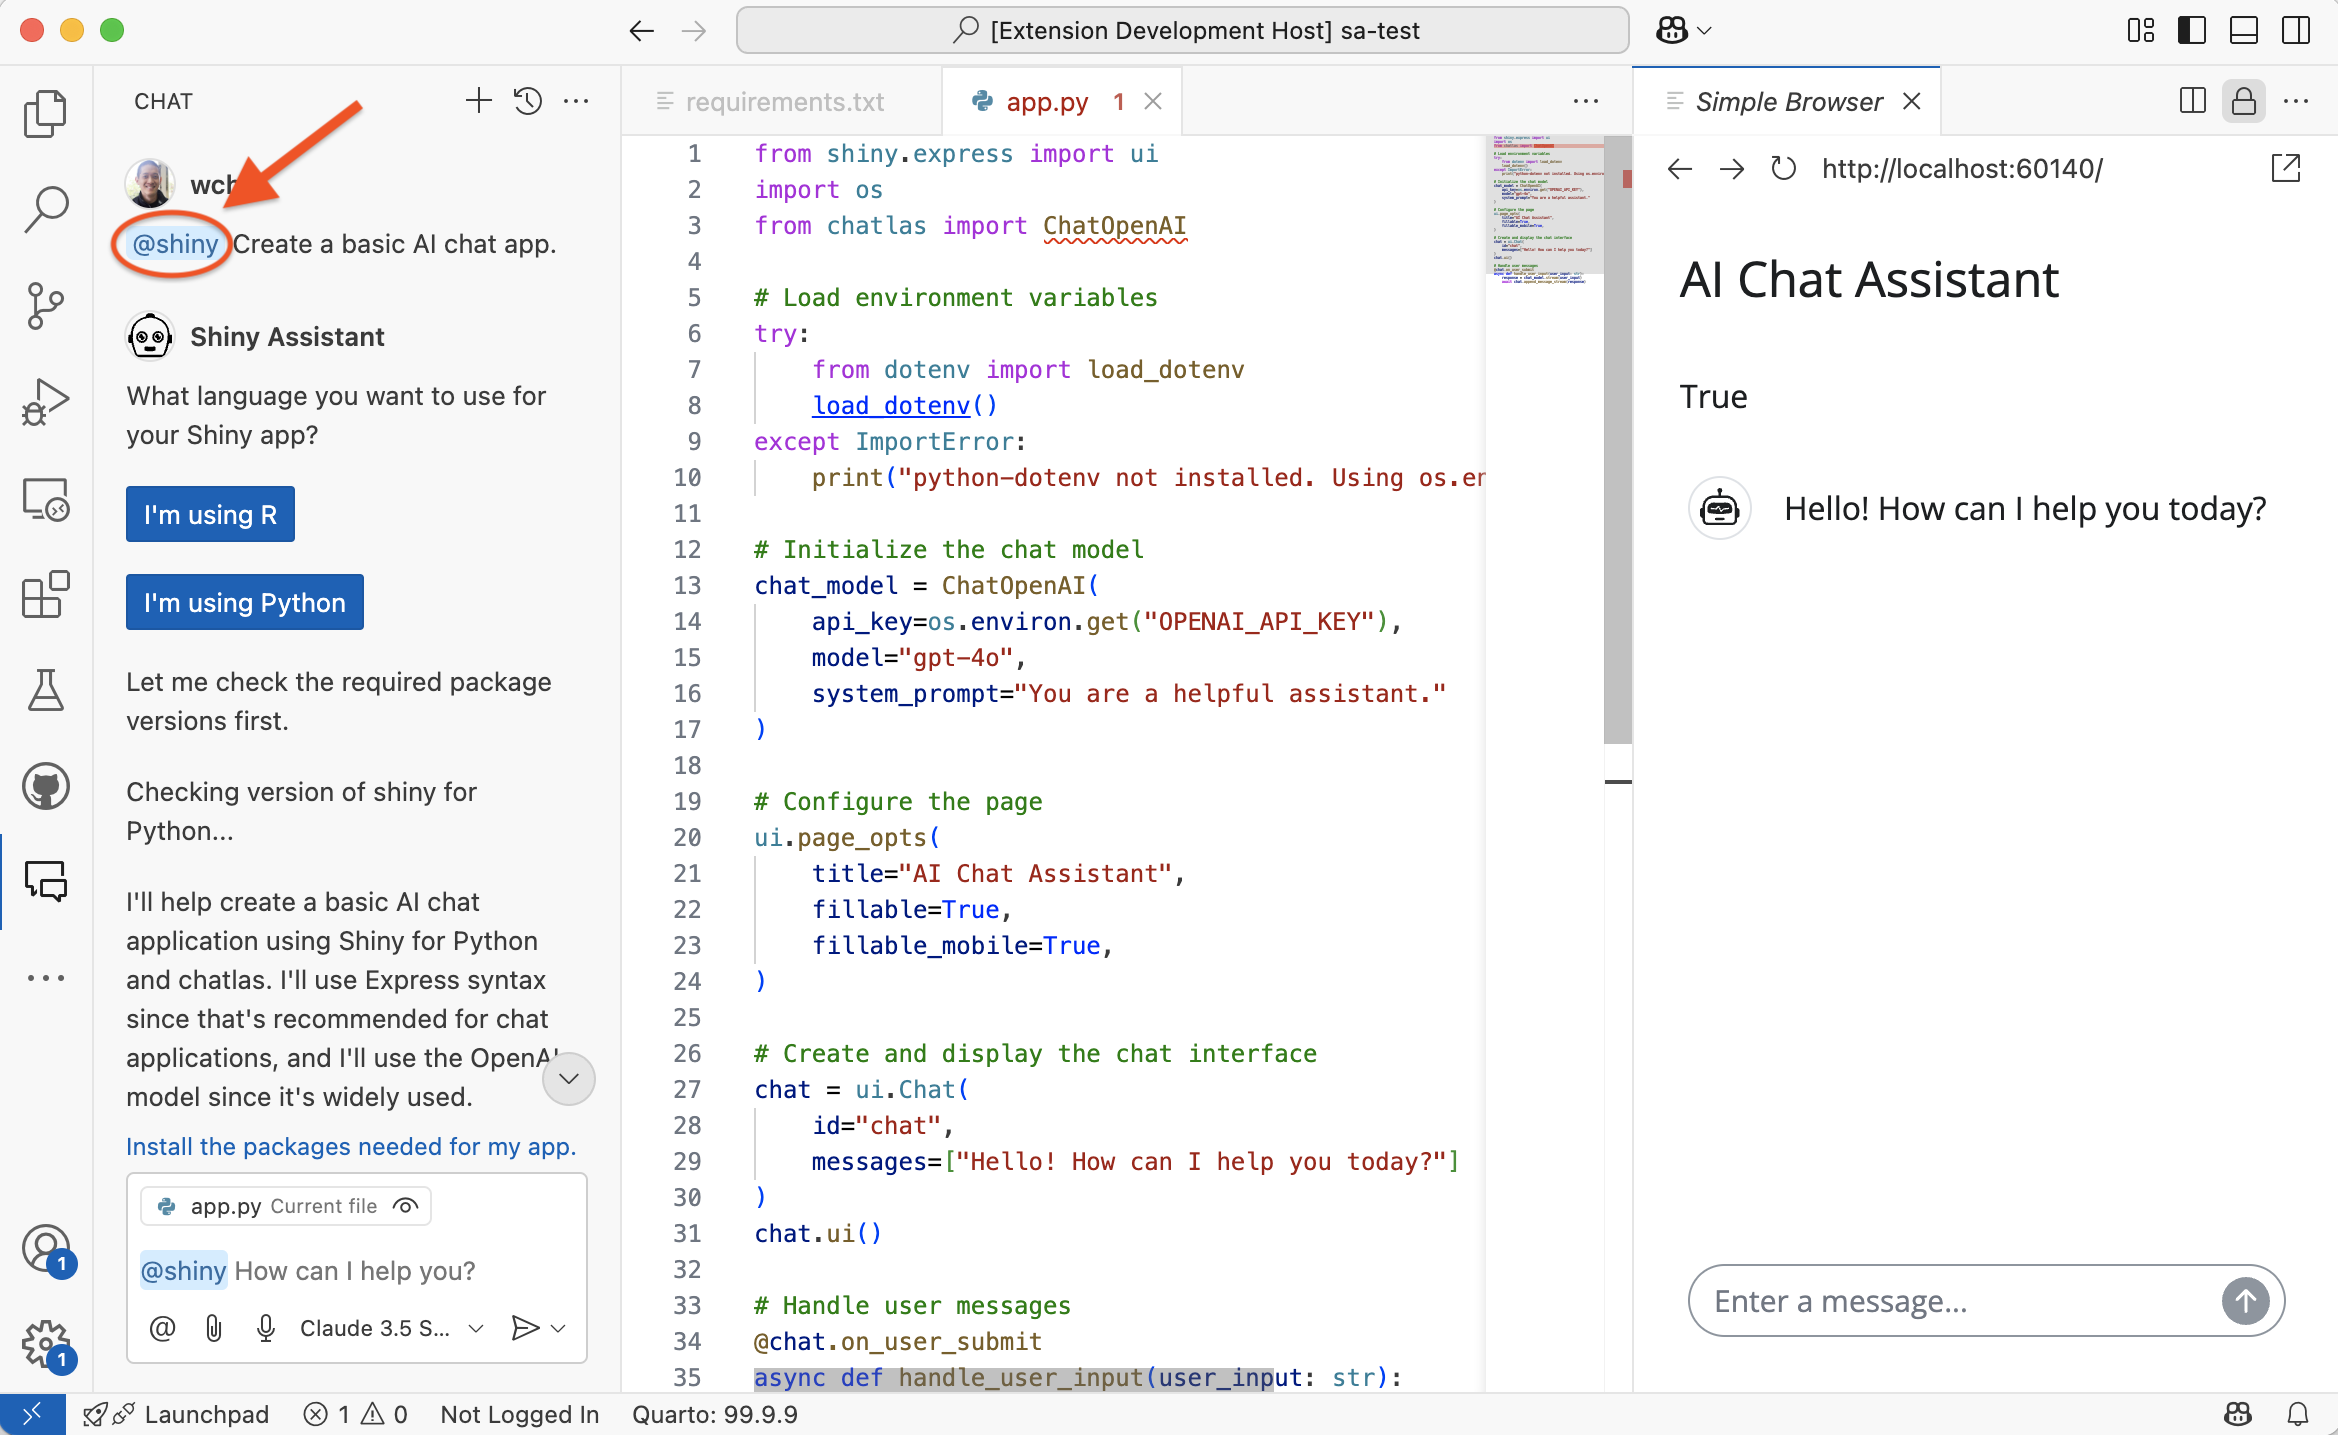 [Extension Development Host] sa-test
CHAT
@shiny Create a basic AI chat app.
Shiny Assistant
What language you want to use for
your Shiny app?
I'm using R
I'm using Python
Let me check the required package
versions first.
Checking version of shiny for
Python...
I'll help create a basic AI chat
application using Shiny for Python
and chatlas. I'll use Express syntax
since that's recommended for chat
applications, and I'll use the OpenAI
model since it's widely used.
Install the packages needed for my app.
app.py Current file
@shiny How can I help you?
Claude 3.5 S...
1
1
requirements.txt
app.py 1
1 from shiny.express import ui
2 import os
3 from chatlas import ChatOpenAI
4
5 # Load environment variables
6 try:
7 from dotenv import load_dotenv
8 load_dotenv()
9 except ImportError:
10 print("python-dotenv not installed. Using os.en
11
12 # Initialize the chat model
13 chat_model = ChatOpenAI(
14 api_key=os.environ.get("OPENAI_API_KEY"),
15 model="gpt-4o",
16 system_prompt="You are a helpful assistant."
17 )
18
19 # Configure the page
20 ui.page_opts(
21 title="AI Chat Assistant",
22 fillable=True,
23 fillable_mobile=True,
24 )
25
26 # Create and display the chat interface
27 chat = ui.Chat(
28 id="chat",
29 messages=["Hello! How can I help you today?"]
30 )
31 chat.ui()
32
33 # Handle user messages
34 @chat.on_user_submit
35 async def handle_user_input(user_input: str):
Simple Browser
http://localhost:60140/
AI Chat Assistant
True
Hello! How can I help you today?
Enter a message...
Launchpad 1 0 Not Logged In Quarto: 99.9.9